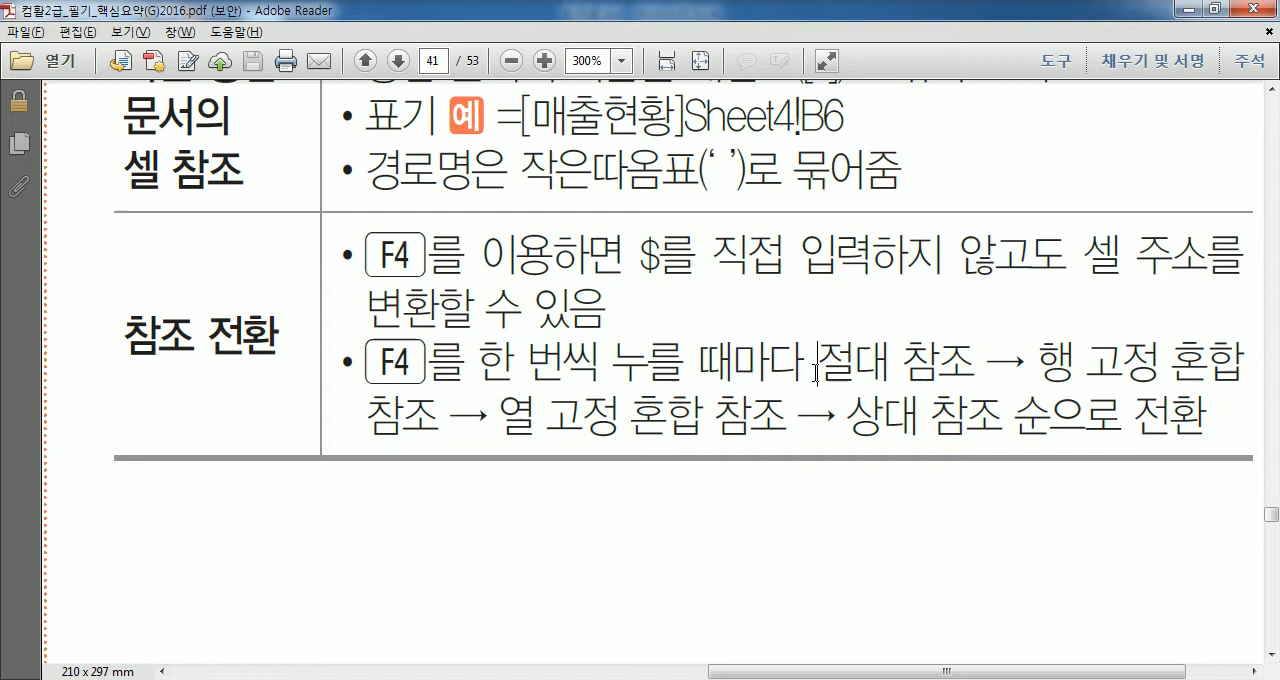 컴활2급_필기_핵심요약(G)2016.pdf (보안) - Adobe Reader
파일(F) 편집(E) 보기(V) 창(W) 도움말(H)
열기 41 / 53 300% 도구 채우기 및 서명 주석
문서의
셀 참조
• 표기 예 =[매출현황]Sheet4!B6
• 경로명은 작은따옴표(‘ ’)로 묶어줌
참조 전환
• F4를 이용하면 $를 직접 입력하지 않고도 셀 주소를
변환할 수 있음
• F4를 한 번씩 누를 때마다 절대 참조 → 행 고정 혼합
참조 → 열 고정 혼합 참조 → 상대 참조 순으로 전환
210 x 297 mm